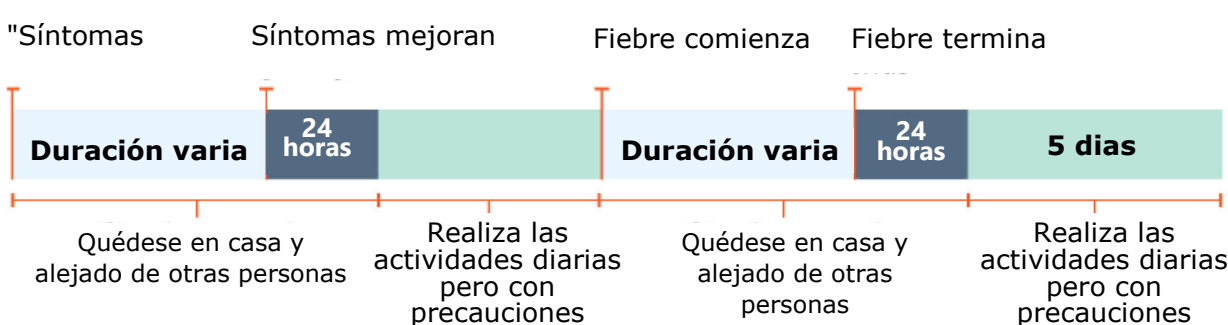 "Síntomas
Síntomas mejoran
Fiebre comienza
Fiebre termina
Duración varia
24
horas
Duración varia
24
horas
5 dias
Quédese en casa y
alejado de otras personas
Realiza las
actividades diarias
pero con
precauciones
Quédese en casa y
alejado de otras
personas
Realiza las
actividades diarias
pero con
precauciones